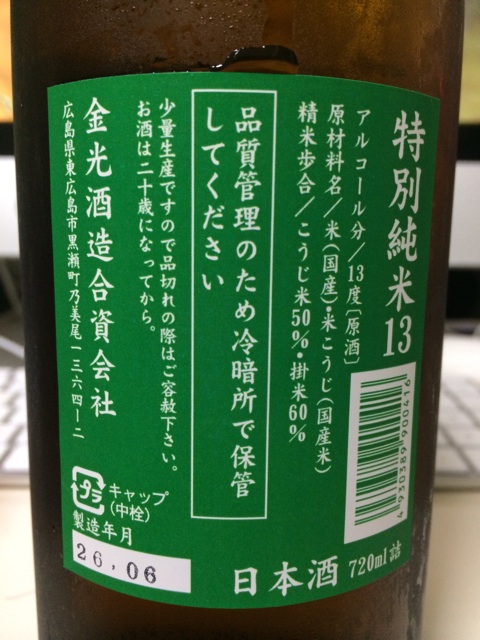 特別純米13
アルコール分/13度〔原酒〕
原材料名/米(国産)・米こうじ(国産米)
精米歩合/こうじ米50%・掛米60%
品質管理のため冷暗所で保管
してください
少量生産ですので品切れの際はご容赦下さい。
お酒は二十歳になってから。
金光酒造合資会社
広島県東広島市黒瀬町乃美尾一三六四ー二
4930389900416
プラ
キャップ
(中栓)
製造年月
26,06
日本酒 720ml詰